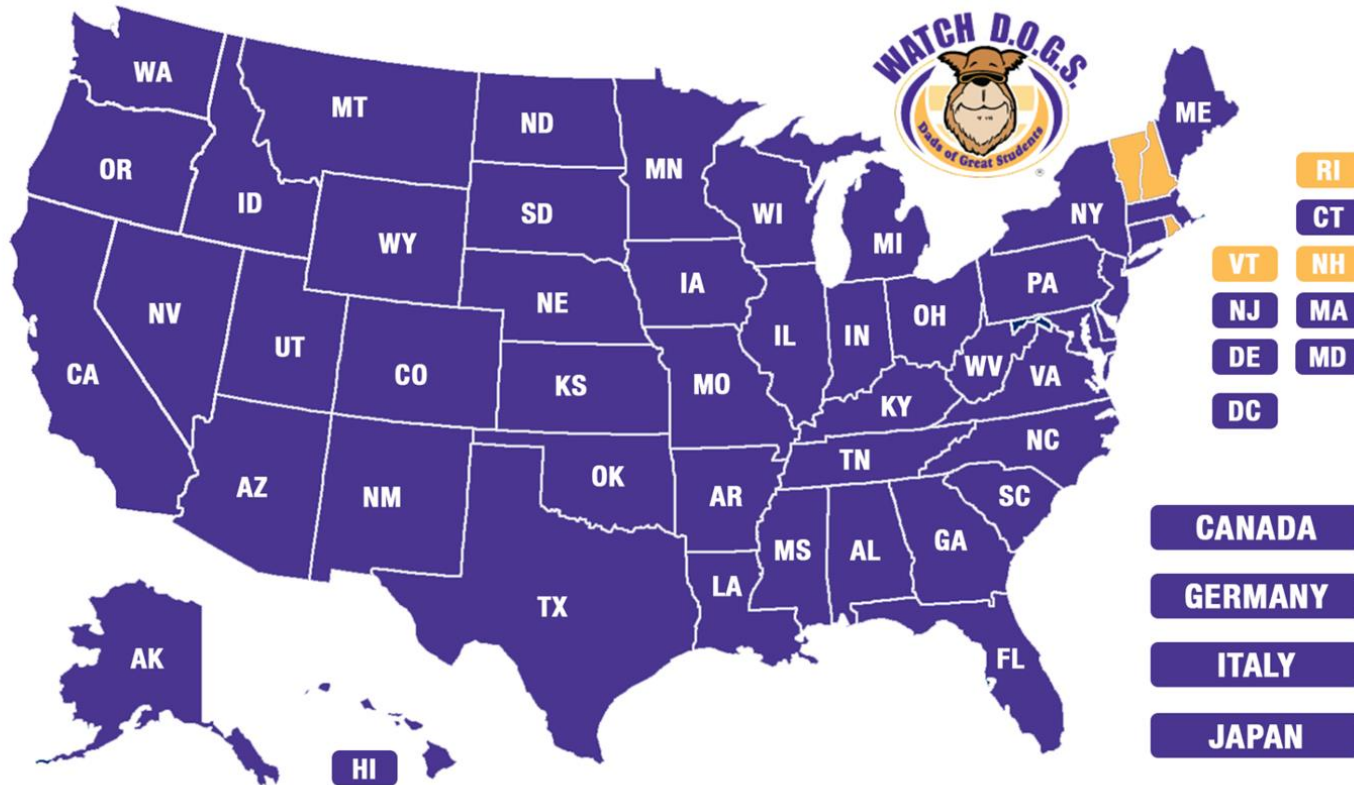 WATCH D.O.G.S.
Dads of Great Students
®
WA
MT
ND
MN
ME
OR
ID
SD
WI
MI
NY
RI
CT
WY
VT NH
IA
PA
NE
NV
NJ MA
OH
UT
IL
IN
CO
WV
VA
DE MD
CA
KS
MO
KY
DC
NC
TN
AZ
NM
OK
AR
SC
MS
AL
GA
CANADA
LA
GERMANY
TX
AK
FL
ITALY
JAPAN
HI